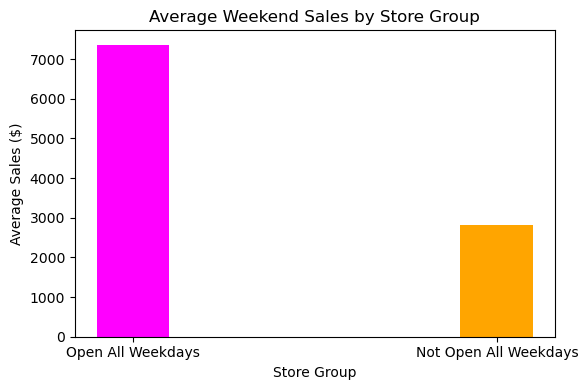 Average Weekend Sales by Store Group
Average Sales ($)
7000
6000
5000
4000
3000
2000
1000
0
Open All Weekdays
Not Open All Weekdays
Store Group